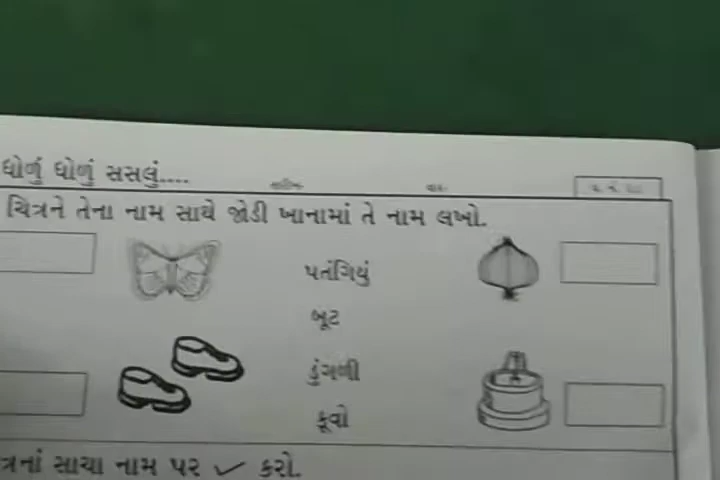 ધોળું ધોળું સસલું....
ચિત્રને તેના નામ સાથે જોડી ખાનામાં તે નામ લખો.
પતંગિયું
બૂટ
ડુંગળી
કૂવો
ત્રનાં સાચા નામ પર ✓ કરો.